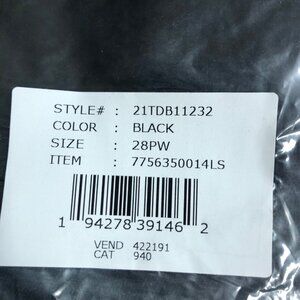 STYLE# : 21TDB11232
COLOR : BLACK
SIZE : 28PW
ITEM : 7756350014LS
1 94278 39146 2
VEND 422191
CAT 940